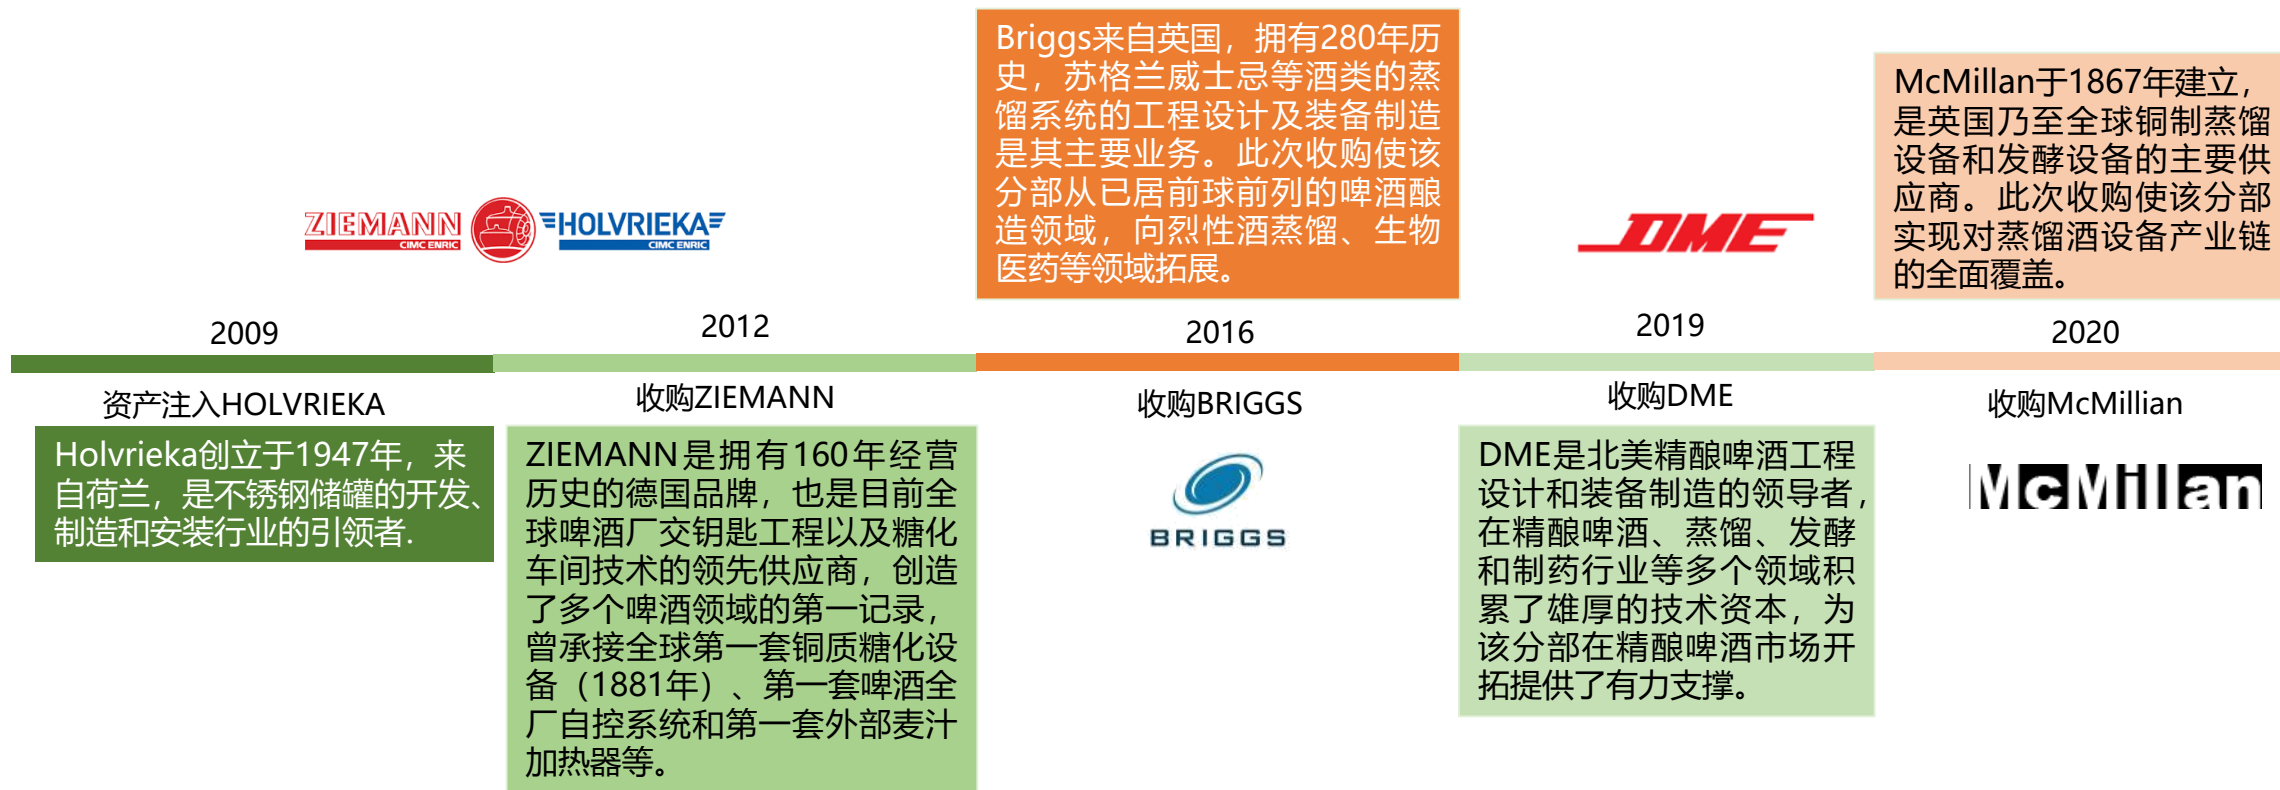 Briggs来自英国，拥有280年历
史，苏格兰威士忌等酒类的蒸
馏系统的工程设计及装备制造
是其主要业务。此次收购使该
分部从已居前球前列的啤酒酿
造领域，向烈性酒蒸馏、生物
医药等领域拓展。
McMillan于1867年建立，
是英国乃至全球铜制蒸馏
设备和发酵设备的主要供
应商。此次收购使该分部
实现对蒸馏酒设备产业链
的全面覆盖。
ZIEMANN
CIMC ENRIC
HOLVRIEKA
CIMC ENRIC
DME
2009
2012
2016
2019
2020
资产注入HOLVRIEKA
收购ZIEMANN
收购BRIGGS
收购DME
收购McMillian
Holvrieka创立于1947年，来
自荷兰，是不锈钢储罐的开发、
制造和安装行业的引领者.
ZIEMANN是拥有160年经营
历史的德国品牌，也是目前全
球啤酒厂交钥匙工程以及糖化
车间技术的领先供应商，创造
了多个啤酒领域的第一记录，
曾承接全球第一套铜质糖化设
备（1881年）、第一套啤酒全
厂自控系统和第一套外部麦汁
加热器等。
BRIGGS
DME是北美精酿啤酒工程
设计和装备制造的领导者，
在精酿啤酒、蒸馏、发酵
和制药行业等多个领域积
累了雄厚的技术资本，为
该分部在精酿啤酒市场开
拓提供了有力支撑。
McMillan